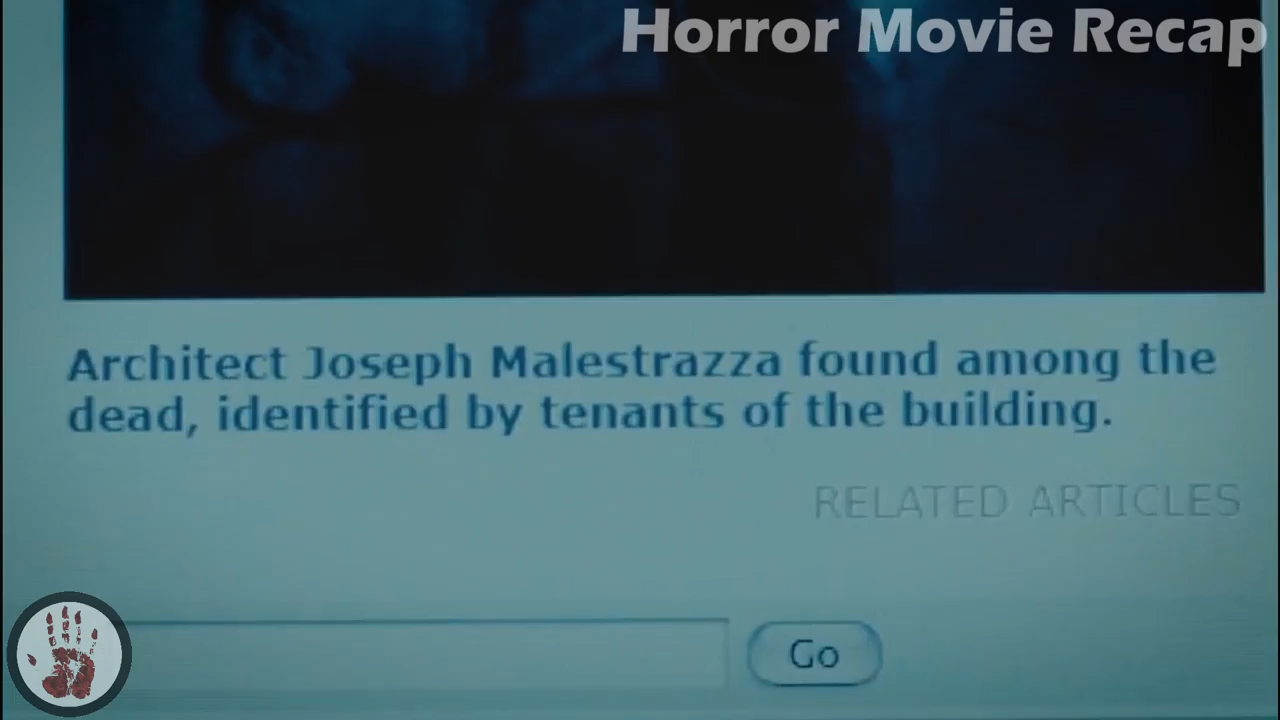 Horror Movie Recap
Architect Joseph Malestrazza found among the
dead, identified by tenants of the building.
RELATED ARTICLES
Go